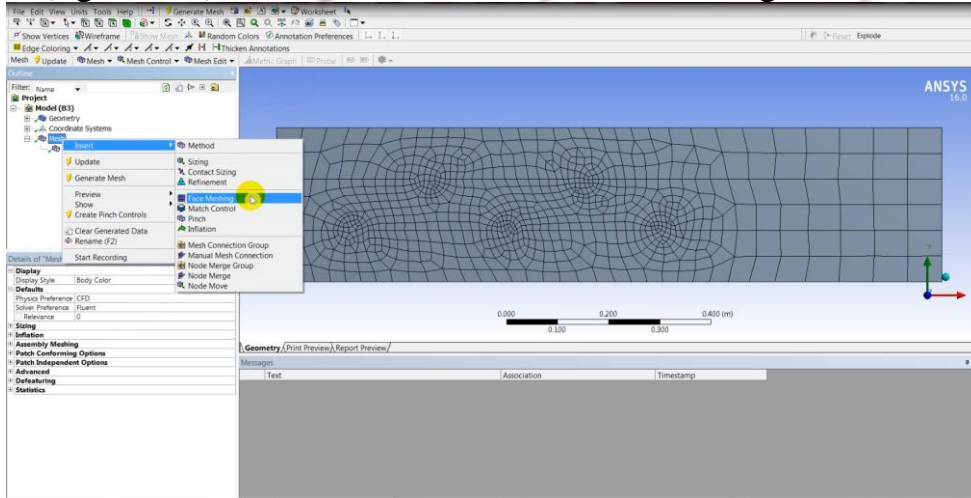 File Edit View Units Tools Help Generate Mesh Worksheet
Show Vertices Wireframe Show Mesh Random Colors Annotation Preferences Reset Explode
Edge Coloring Thicken Annotations
Mesh Update Mesh Mesh Control Mesh Edit Metric Graph Probe
Outline
Filter: Name
Project
Model (B3)
Geometry
Coordinate Systems
Mesh
Insert
Update
Generate Mesh
Preview
Show
Create Pinch Controls
Clear Generated Data
Rename (F2)
Start Recording
Method
Sizing
Contact Sizing
Refinement
Face Meshing
Match Control
Pinch
Inflation
Mesh Connection Group
Manual Mesh Connection
Node Merge Group
Node Merge
Node Move
ANSYS
16.0
Details of "Mesh
Display
Display Style Body Color
Defaults
Physics Preference CFD
Solver Preference Fluent
Relevance 0
Sizing
Inflation
Assembly Meshing
Patch Conforming Options
Patch Independent Options
Advanced
Defeaturing
Statistics
0.000 0.200 0.400 (m)
0.100 0.300
Geometry Print Preview Report Preview
Messages
Text Association Timestamp